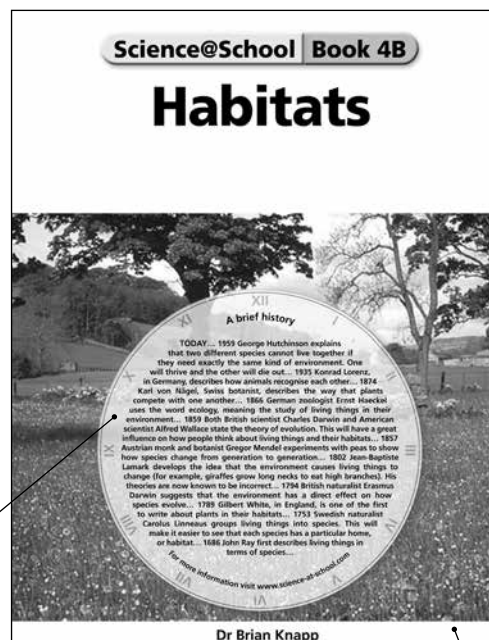 Science@School Book 4B
Habitats
XII
XI
I
A brief history
TODAY... 1959 George Hutchinson explains
that two different species cannot live together if
they need exactly the same kind of environment. One
will thrive and the other will die out... 1935 Konrad Lorenz,
in Germany, describes how animals recognise each other... 1874
Karl von Nägel, Swiss botanist, describes the way that plants
compete with one another... 1866 German zoologist Ernst Haeckel
uses the word ecology, meaning the study of living things in their
environment... 1859 Both British scientist Charles Darwin and American
scientist Alfred Wallace state the theory of evolution. This will have a great
influence on how people think about living things and their habitats... 1857
Austrian monk and botanist Gregor Mendel experiments with peas to show
how species change from generation to generation... 1802 Jean-Baptiste
Lamark develops the idea that the environment causes living things to
change (for example, giraffes grow long necks to eat high branches). His
theories are now known to be incorrect... 1794 British naturalist Erasmus
Darwin suggests that the environment has a direct effect on how
species evolve... 1789 Gilbert White, in England, is one of the first
to write about plants in their habitats... 1753 Swedish naturalist
Carolus Linneaus groups living things into species. This will
make it easier to see that each species has a particular home,
or habitat... 1686 John Ray first describes living things in
terms of species...
For more information visit www.science-at-school.com
VI
Dr Brian Knapp